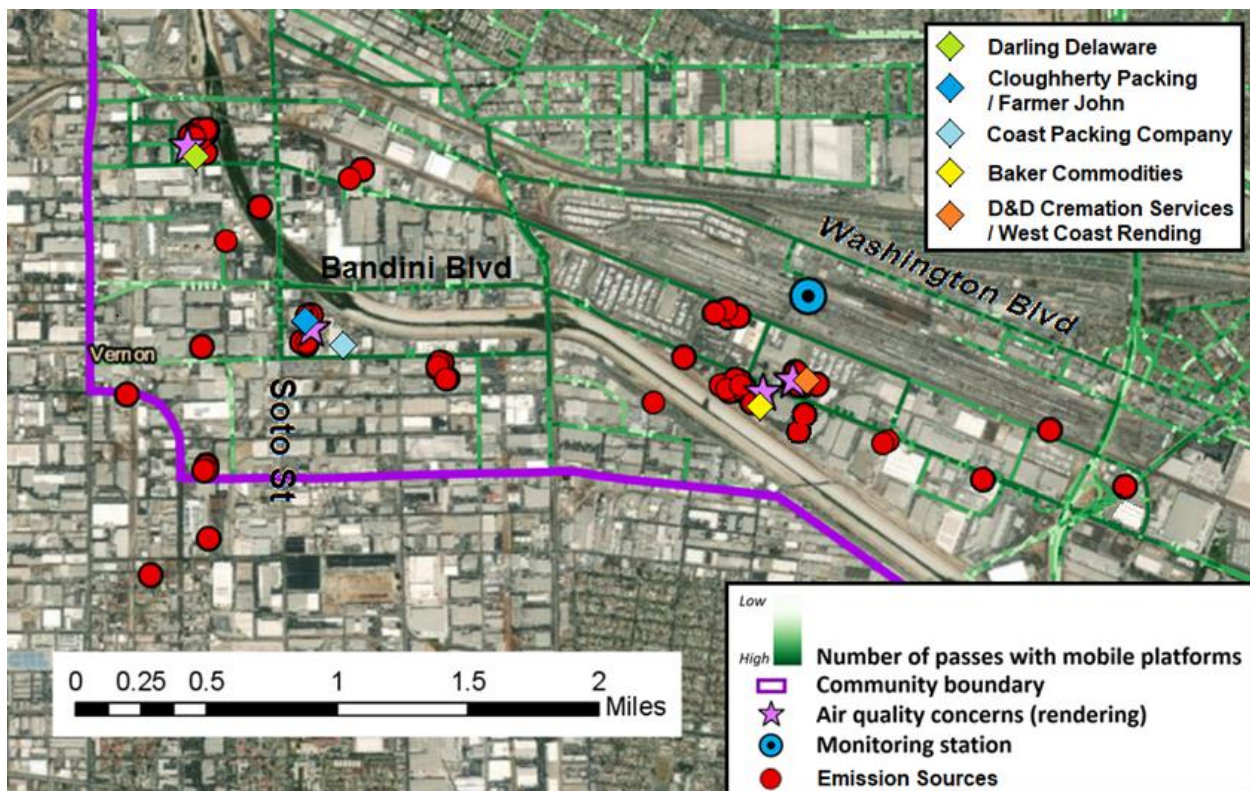 Darling Delaware
Cloughherty Packing
/ Farmer John
Coast Packing Company
Baker Commodities
D&D Cremation Services
/ West Coast Rending
Washington Blvd
Bandini Blvd
Vernon
Soto St
0 0.25 0.5 1 1.5 2
Miles
Low
High
Number of passes with mobile platforms
Community boundary
Air quality concerns (rendering)
Monitoring station
Emission Sources